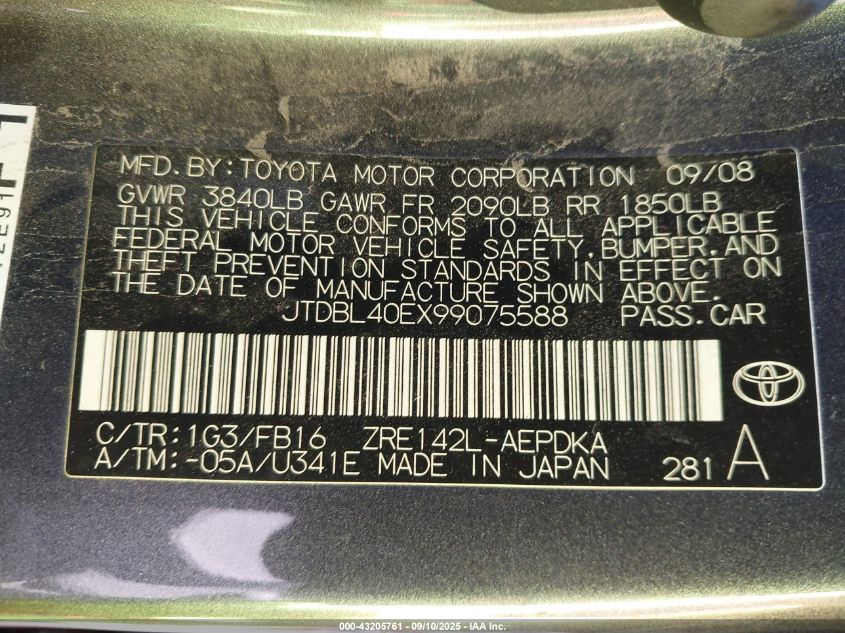 MFD.BY:TOYOTA MOTOR CORPORATION 09/08
GVWR 3840LB GAWR FR 2090LB RR 1850LB
THIS VEHICLE CONFORMS TO ALL APPLICABLE
FEDERAL MOTOR VEHICLE SAFETY,BUMPER,AND
THEFT PREVENTION STANDARDS IN EFFECT ON
THE DATE OF MANUFACTURE SHOWN ABOVE.
JTDBL40EX99075588 PASS.CAR
C/TR:1G3/FB16 ZRE142L-AEPDKA
A/TM:-05A/U341E MADE IN JAPAN 281 A
000-43205761 - 09/10/2025 - IAA Inc.